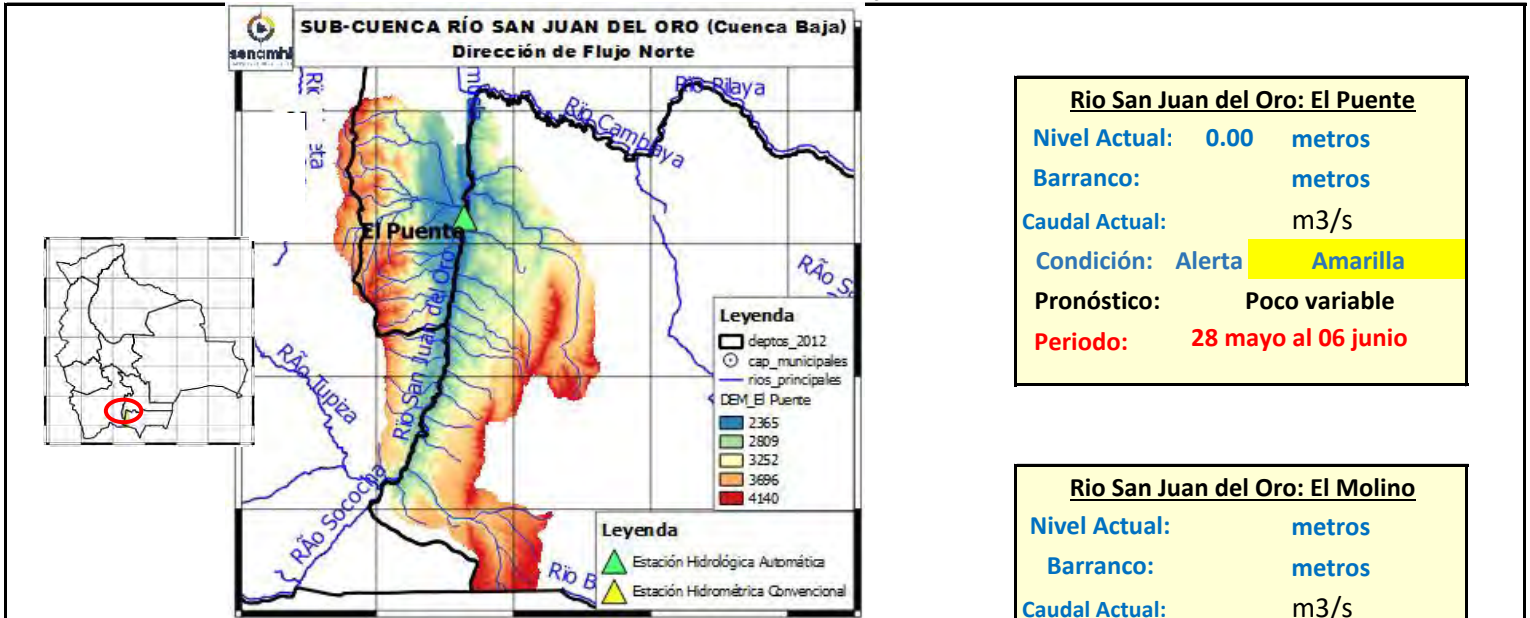 SUB-CUENCA RÍO SAN JUAN DEL ORO (Cuenca Baja)
Dirección de Flujo Norte
senamhi
Río Pilaya
Río Camblaya
El Puente
Río San Juan del Oro
RÃo Tupiza
RÃo Sococha
RÃo S
Río B
Leyenda
deptos_2012
cap_municipales
rios_principales
DEM_El Puente
2365
2809
3252
3696
4140
Leyenda
Estación Hidrológica Automática
Estación Hidrométrica Convencional
Rio San Juan del Oro: El Puente
Nivel Actual: 0.00 metros
Barranco: metros
Caudal Actual: m3/s
Condición: Alerta Amarilla
Pronóstico: Poco variable
Periodo: 28 mayo al 06 junio
Rio San Juan del Oro: El Molino
Nivel Actual: metros
Barranco: metros
Caudal Actual: m3/s